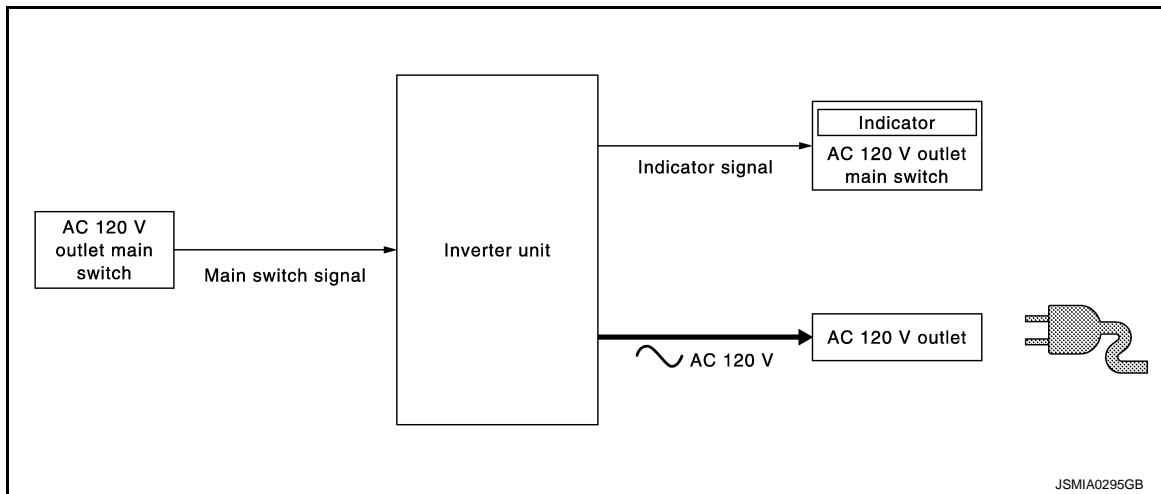 AC 120 V
outlet main
switch
Main switch signal
Inverter unit
Indicator signal
Indicator
AC 120 V outlet
main switch
AC 120 V
AC 120 V outlet
JSMIA0295GB